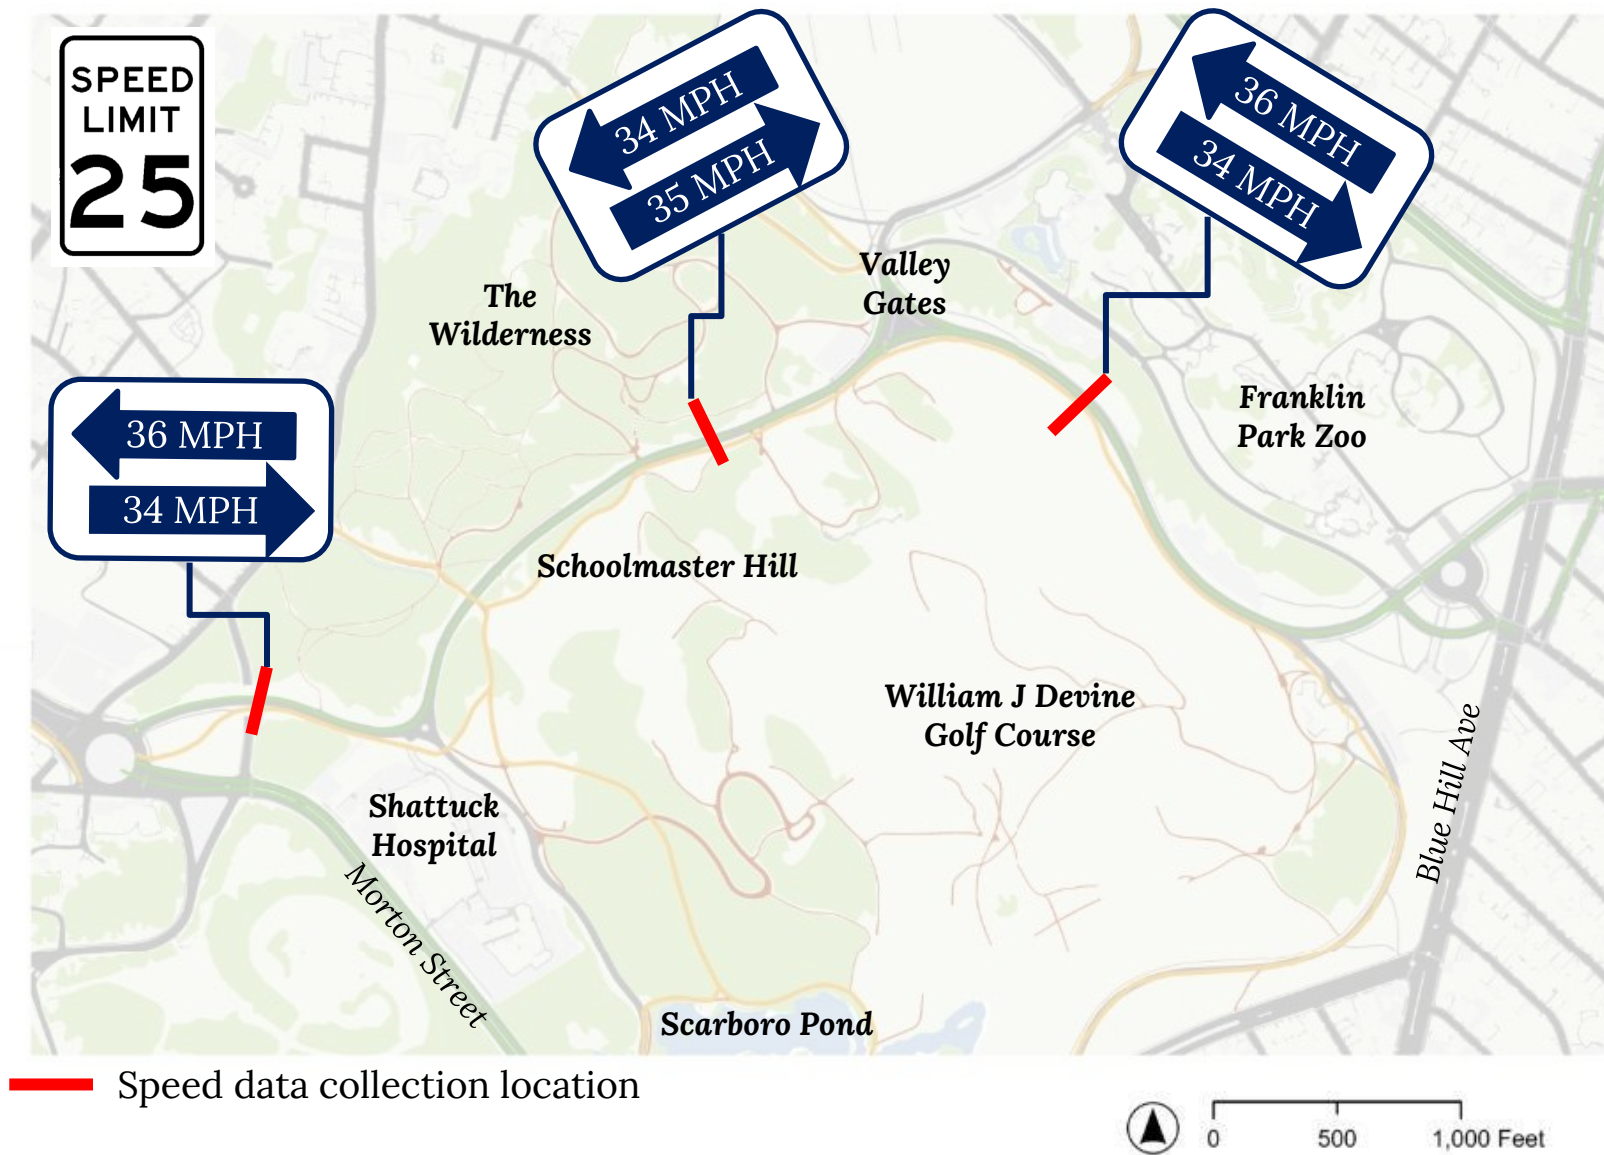 SPEED
LIMIT
25
34 MPH
35 MPH
36 MPH
34 MPH
Valley
Gates
The
Wilderness
Franklin
Park Zoo
36 MPH
34 MPH
Schoolmaster Hill
William J Devine
Golf Course
Blue Hill Ave
Shattuck
Hospital
Morton Street
Scarboro Pond
Speed data collection location
0 500 1,000 Feet